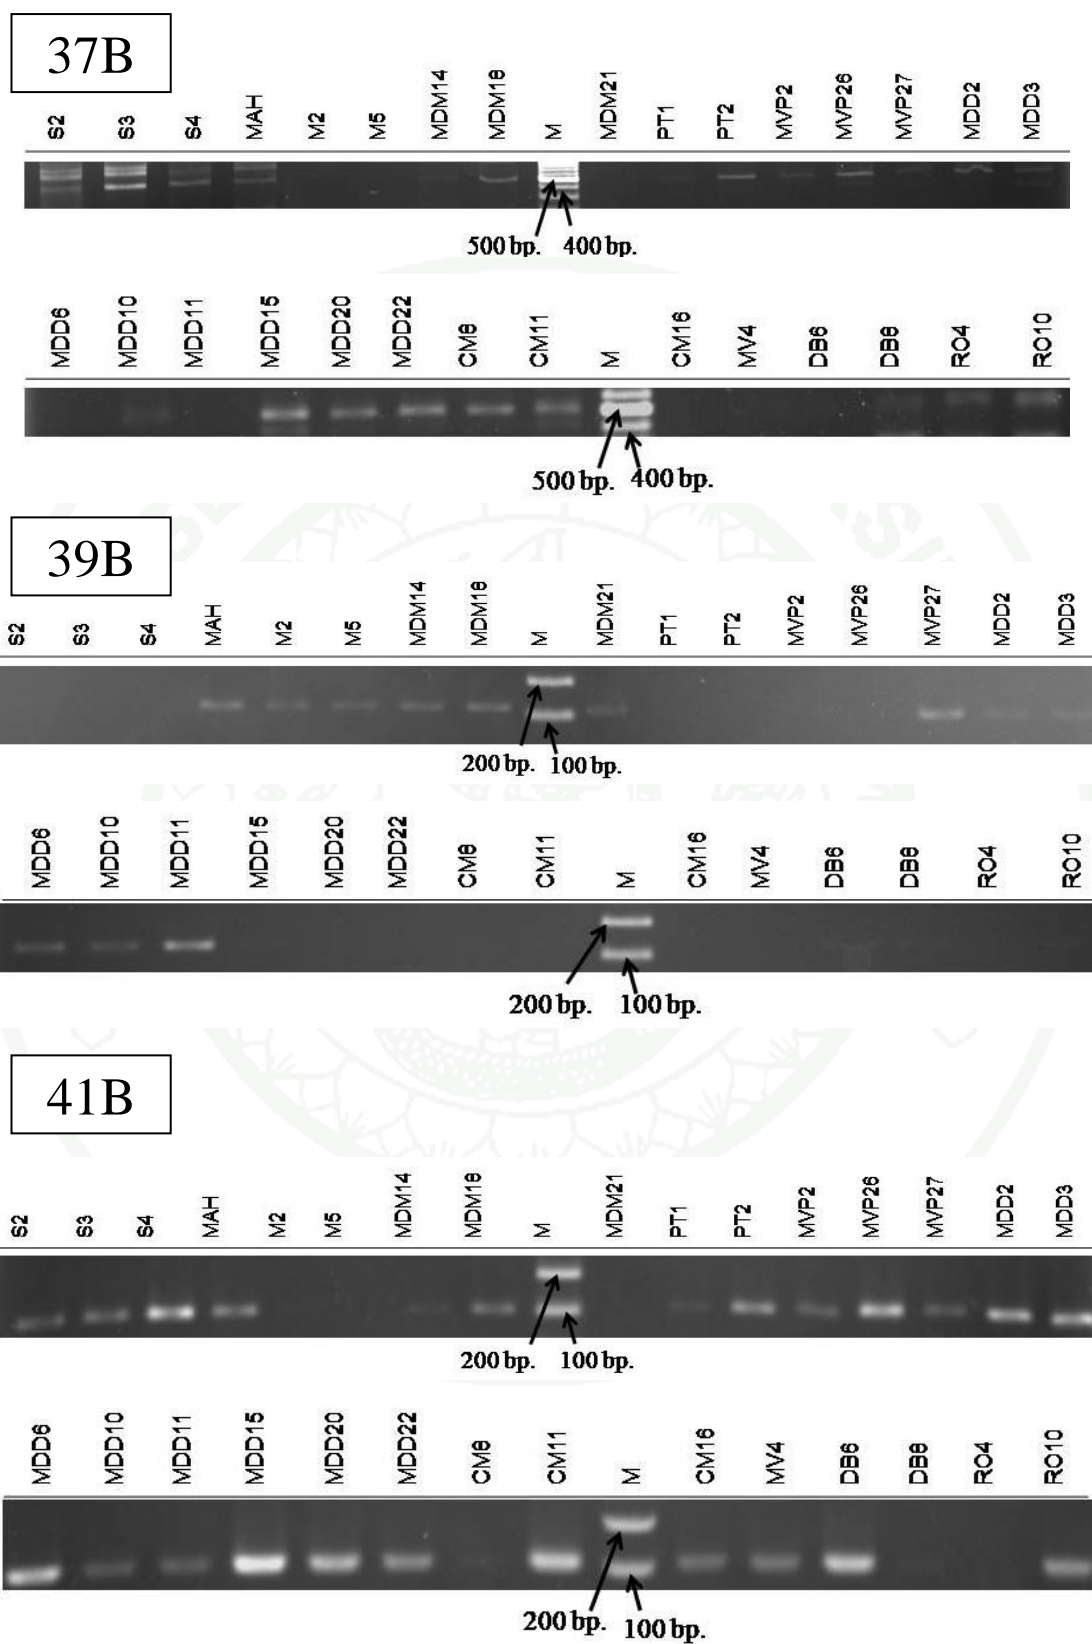 37B
S2 S3 S4 MAH M2 M5 MDM14 MDM18 M MDM21 PT1 PT2 MVP2 MVP26 MVP27 MDD2 MDD3
500 bp. 400 bp.
MDD6 MDD10 MDD11 MDD15 MDD20 MDD22 CM8 CM11 M CM16 MV4 DB6 DB8 RO4 RO10
500 bp. 400 bp.
39B
S2 S3 S4 MAH M2 M5 MDM14 MDM18 M MDM21 PT1 PT2 MVP2 MVP26 MVP27 MDD2 MDD3
200 bp. 100 bp.
MDD6 MDD10 MDD11 MDD15 MDD20 MDD22 CM8 CM11 M CM16 MV4 DB6 DB8 RO4 RO10
200 bp. 100 bp.
41B
S2 S3 S4 MAH M2 M5 MDM14 MDM18 M MDM21 PT1 PT2 MVP2 MVP26 MVP27 MDD2 MDD3
200 bp. 100 bp.
MDD6 MDD10 MDD11 MDD15 MDD20 MDD22 CM8 CM11 M CM16 MV4 DB6 DB8 RO4 RO10
200 bp. 100 bp.